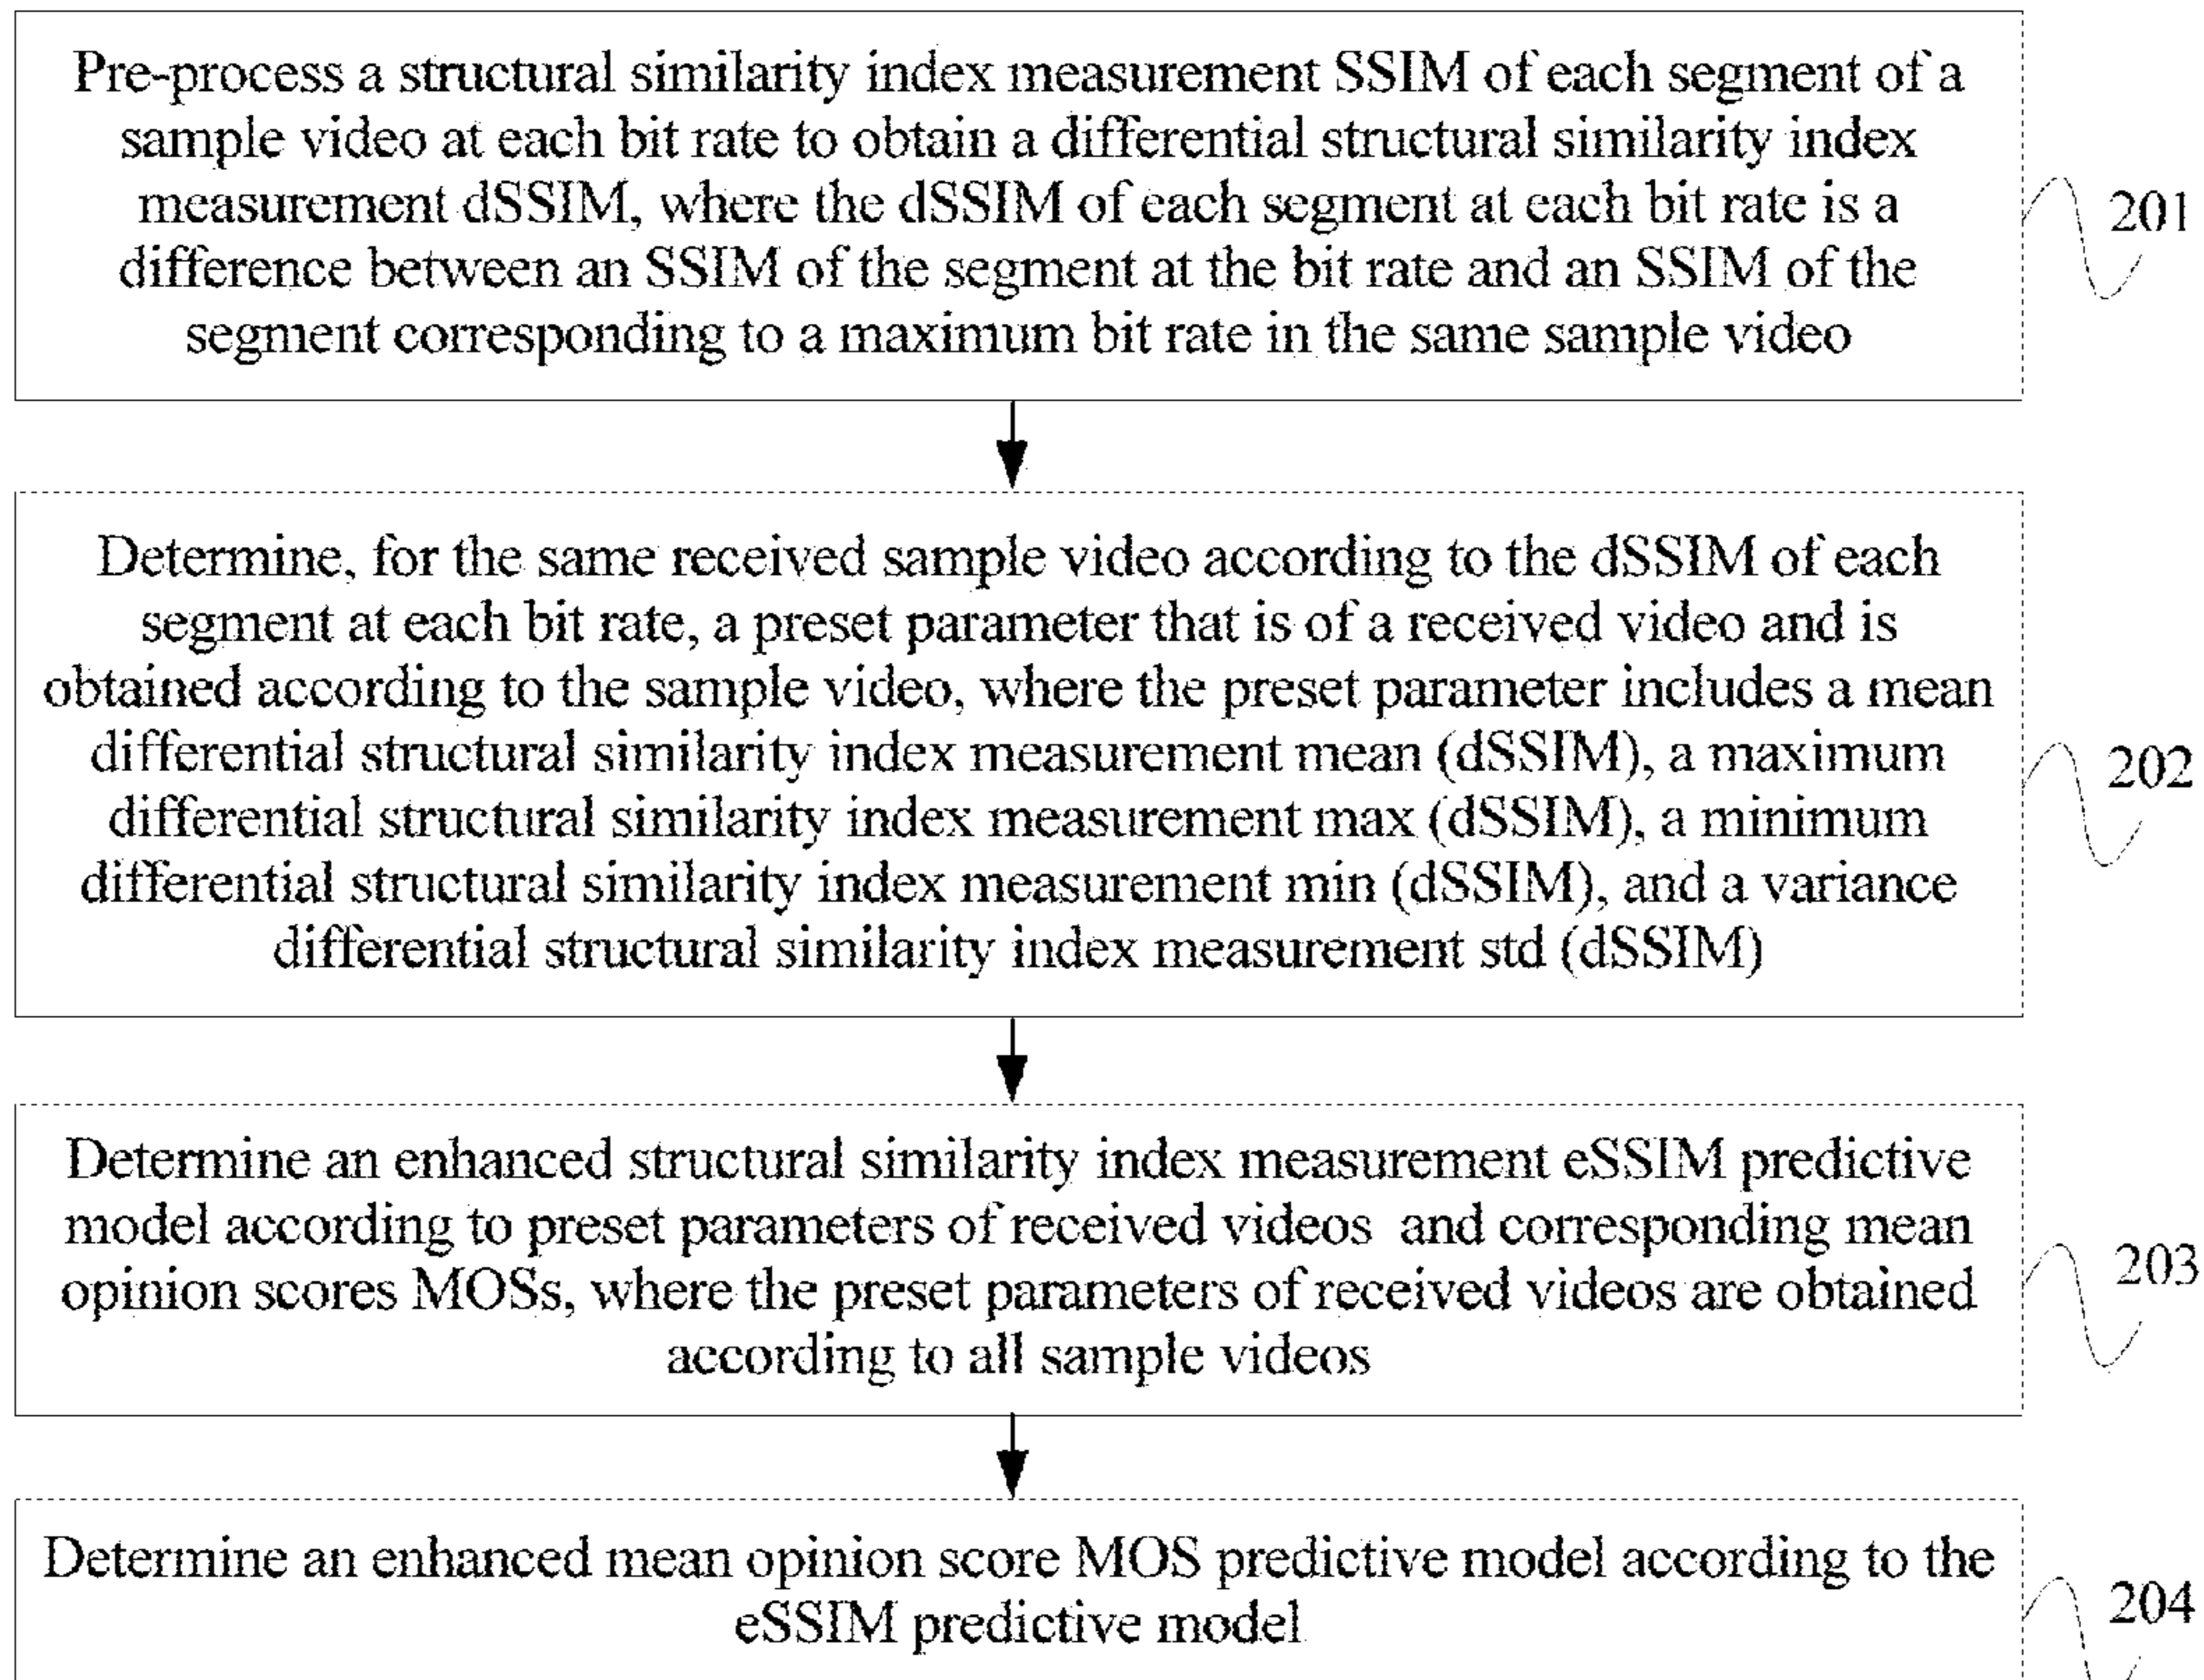 Pre-process a structural similarity index measurement SSIM of each segment of a
sample video at each bit rate to obtain a differential structural similarity index
measurement dSSIM, where the dSSIM of each segment at each bit rate is a
difference between an SSIM of the segment at the bit rate and an SSIM of the
segment corresponding to a maximum bit rate in the same sample video
201
Determine, for the same received sample video according to the dSSIM of each
segment at each bit rate, a preset parameter that is of a received video and is
obtained according to the sample video, where the preset parameter includes a mean
differential structural similarity index measurement mean (dSSIM), a maximum
differential structural similarity index measurement max (dSSIM), a minimum
differential structural similarity index measurement min (dSSIM), and a variance
differential structural similarity index measurement std (dSSIM)
202
Determine an enhanced structural similarity index measurement eSSIM predictive
model according to preset parameters of received videos and corresponding mean
opinion scores MOSs, where the preset parameters of received videos are obtained
according to all sample videos
203
Determine an enhanced mean opinion score MOS predictive model according to the
eSSIM predictive model
204